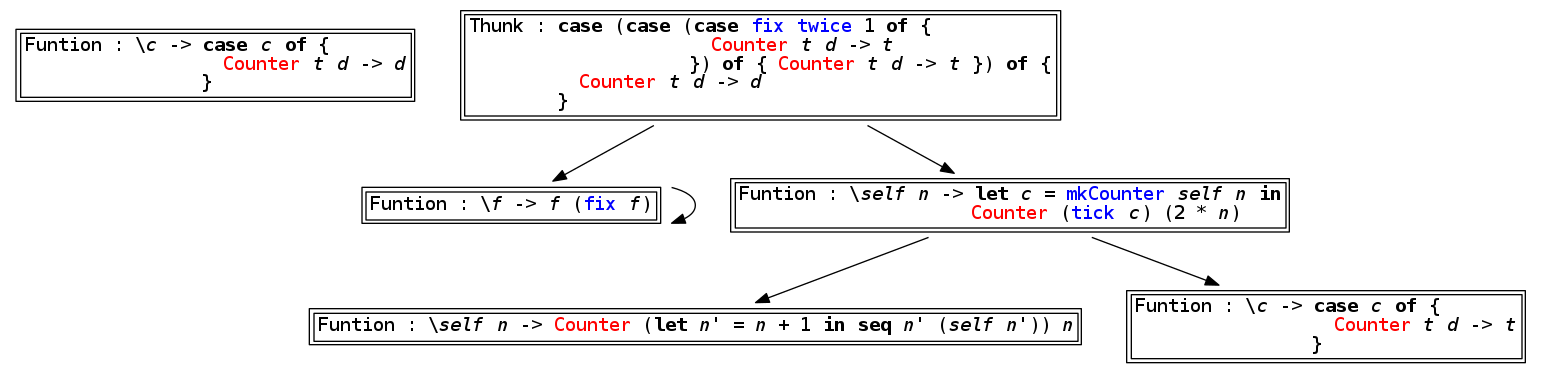 Funtion : \c -> case c of {
Counter t d -> d
}
Thunk : case (case (case fix twice 1 of {
Counter t d -> t
}) of { Counter t d -> t }) of {
Counter t d -> d
}
Funtion : \f -> f (fix f)
Funtion : \self n -> let c = mkCounter self n in
Counter (tick c) (2 * n)
Funtion : \self n -> Counter (let n' = n + 1 in seq n' (self n')) n
Funtion : \c -> case c of {
Counter t d -> t
}